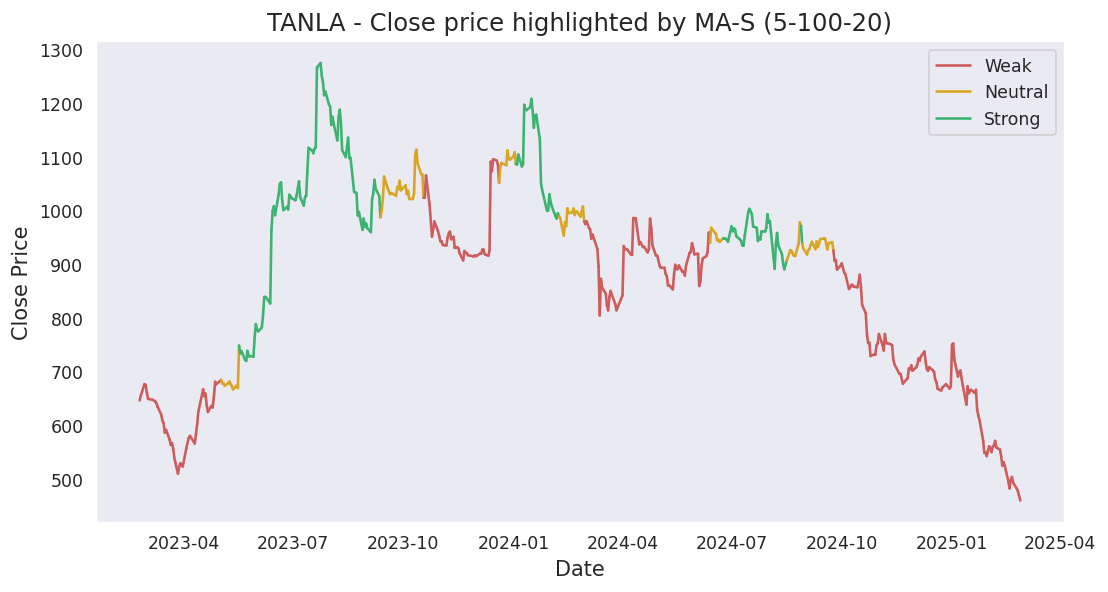 TANLA - Close price highlighted by MA-S (5-100-20)
Weak
Neutral
Strong
Close Price
1300
1200
1100
1000
900
800
700
600
500
2023-04 2023-07 2023-10 2024-01 2024-04 2024-07 2024-10 2025-01 2025-04
Date